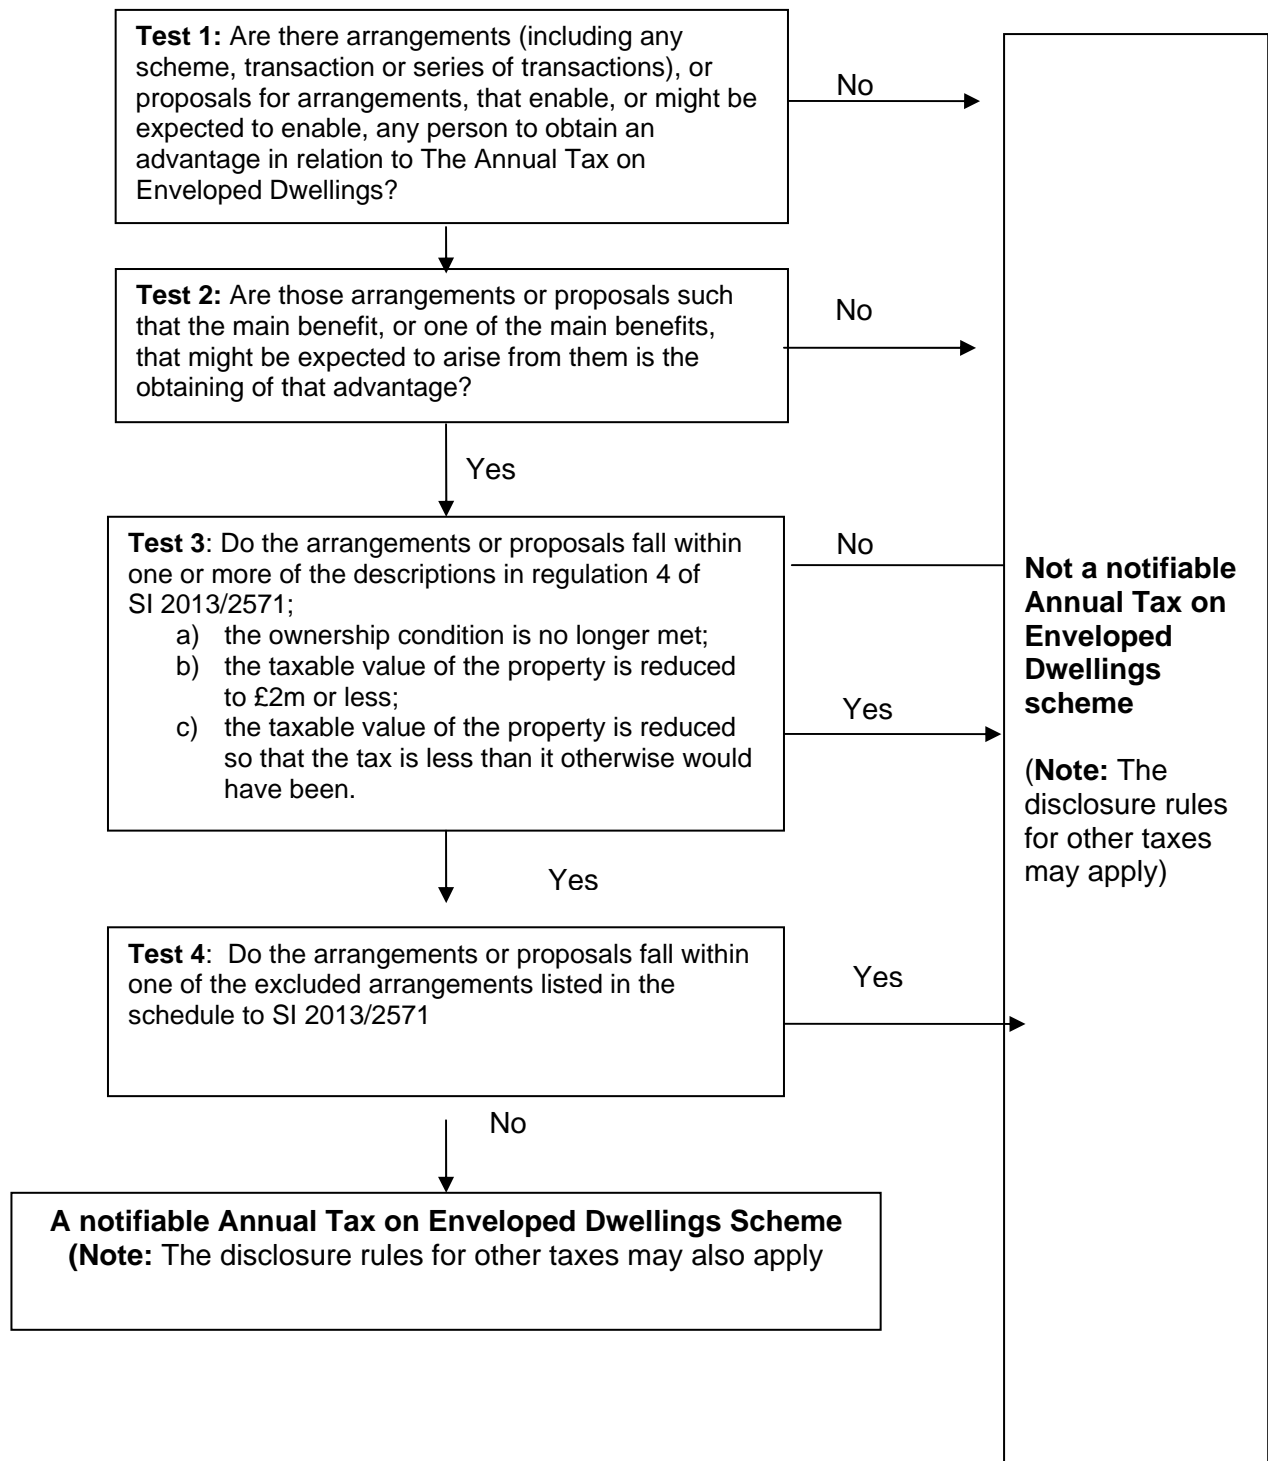 Test 1: Are there arrangements (including any
scheme, transaction or series of transactions), or
proposals for arrangements, that enable, or might be
expected to enable, any person to obtain an
advantage in relation to The Annual Tax on
Enveloped Dwellings?
No
Test 2: Are those arrangements or proposals such
that the main benefit, or one of the main benefits,
that might be expected to arise from them is the
obtaining of that advantage?
No
Yes
Test 3: Do the arrangements or proposals fall within
one or more of the descriptions in regulation 4 of
SI 2013/2571;
a) the ownership condition is no longer met;
b) the taxable value of the property is reduced
to £2m or less;
c) the taxable value of the property is reduced
so that the tax is less than it otherwise would
have been.
No
Yes
Yes
Test 4: Do the arrangements or proposals fall within
one of the excluded arrangements listed in the
schedule to SI 2013/2571
Yes
No
A notifiable Annual Tax on Enveloped Dwellings Scheme
(Note: The disclosure rules for other taxes may also apply
Not a notifiable
Annual Tax on
Enveloped
Dwellings
scheme
(Note: The
disclosure rules
for other taxes
may apply)